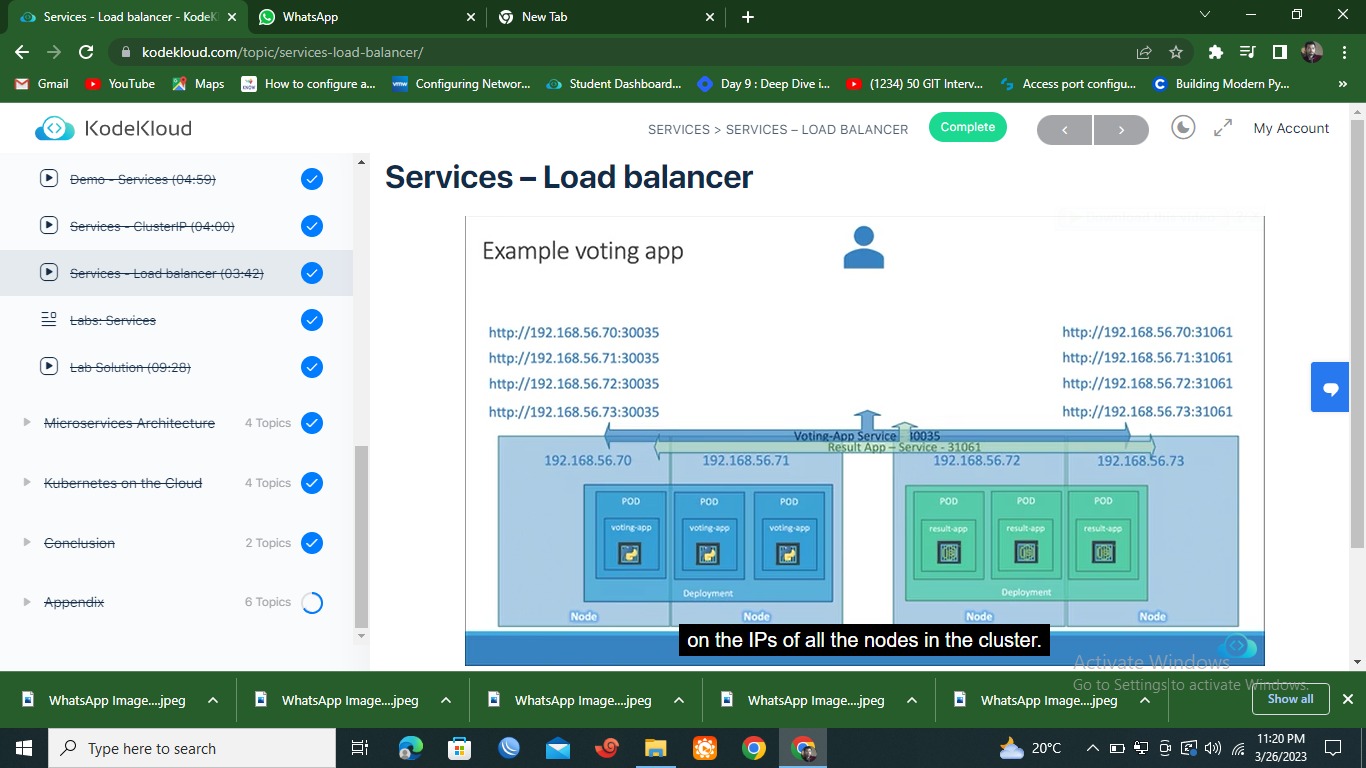 Services - Load balancer - KodeK
WhatsApp
New Tab
kodekloud.com/topic/services-load-balancer/
Gmail
YouTube
Maps
How to configure a...
Configuring Networ...
Student Dashboard...
Day 9 : Deep Dive i...
(1234) 50 GIT Interv...
Access port configu...
Building Modern Py...
»
KodeKloud
SERVICES > SERVICES – LOAD BALANCER
Complete
My Account
Demo - Services (04:59)
Services - ClusterIP (04:00)
Services - Load balancer (03:42)
Labs: Services
Lab Solution (09:28)
Microservices Architecture 4 Topics
Kubernetes on the Cloud 4 Topics
Conclusion 2 Topics
Appendix 6 Topics
Services – Load balancer
Example voting app
http://192.168.56.70:30035
http://192.168.56.71:30035
http://192.168.56.72:30035
http://192.168.56.73:30035
http://192.168.56.70:31061
http://192.168.56.71:31061
http://192.168.56.72:31061
http://192.168.56.73:31061
Voting-App Service 30035
Result App – Service - 31061
192.168.56.70
192.168.56.71
192.168.56.72
192.168.56.73
POD POD POD
voting-app voting-app voting-app
Deployment
POD POD POD
result-app result-app result-app
Deployment
Node
Node
Node
Node
on the IPs of all the nodes in the cluster.
Activate Windows
Go to Settings to activate Windows.
WhatsApp Image....jpeg
WhatsApp Image....jpeg
WhatsApp Image....jpeg
WhatsApp Image....jpeg
WhatsApp Image....jpeg
Show all
Type here to search
20°C
11:20 PM
3/26/2023